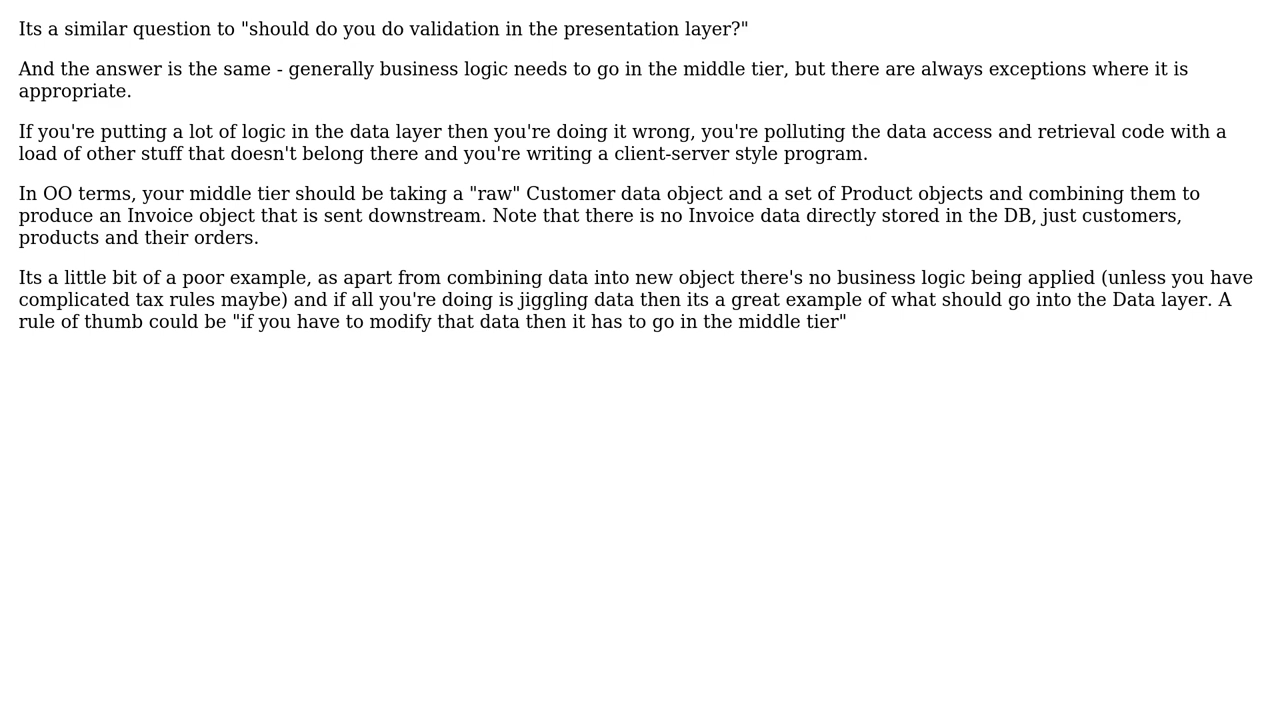 Its a similar question to "should do you do validation in the presentation layer?"
And the answer is the same - generally business logic needs to go in the middle tier, but there are always exceptions where it is
appropriate.
If you're putting a lot of logic in the data layer then you're doing it wrong, you're polluting the data access and retrieval code with a
load of other stuff that doesn't belong there and you're writing a client-server style program.
In OO terms, your middle tier should be taking a "raw" Customer data object and a set of Product objects and combining them to
produce an Invoice object that is sent downstream. Note that there is no Invoice data directly stored in the DB, just customers,
products and their orders.
Its a little bit of a poor example, as apart from combining data into new object there's no business logic being applied (unless you have
complicated tax rules maybe) and if all you're doing is jiggling data then its a great example of what should go into the Data layer. A
rule of thumb could be "if you have to modify that data then it has to go in the middle tier"